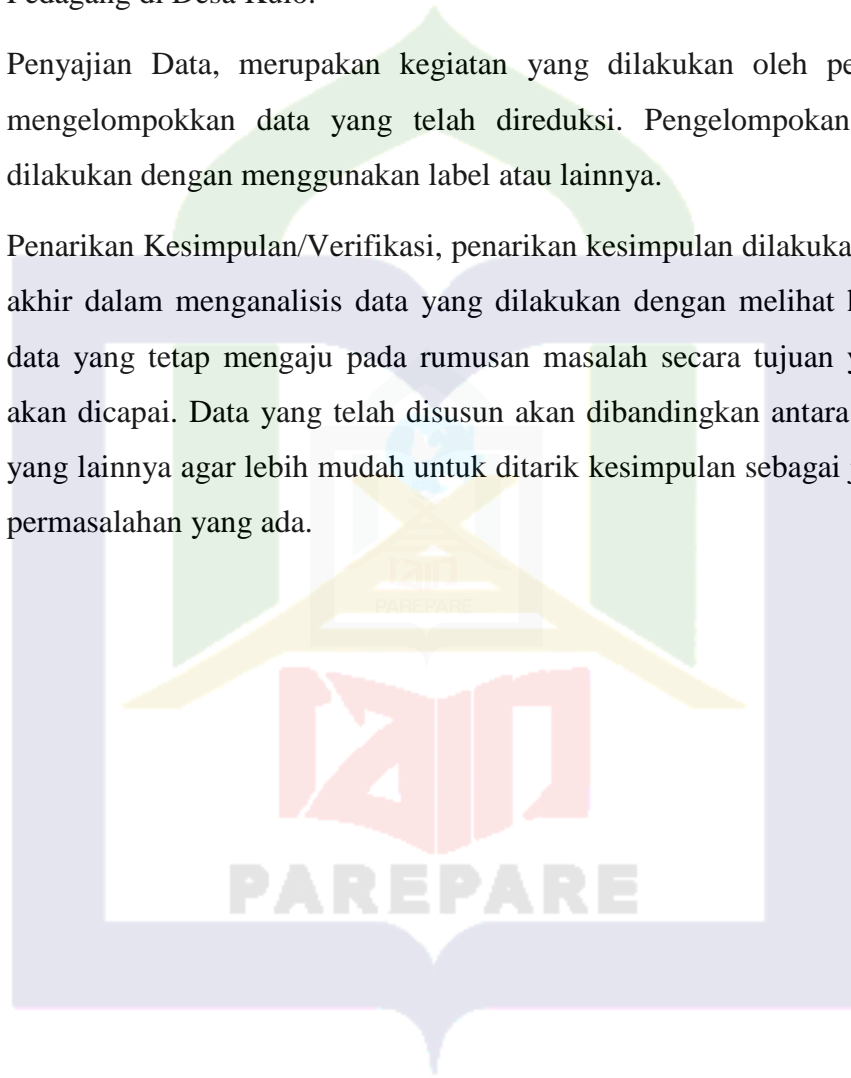 Pedagang di Desa Kulo.
Penyajian Data, merupakan kegiatan yang dilakukan oleh pe
mengelompokkan data yang telah direduksi. Pengelompokan
dilakukan dengan menggunakan label atau lainnya.
Penarikan Kesimpulan/Verifikasi, penarikan kesimpulan dilakuka
akhir dalam menganalisis data yang dilakukan dengan melihat
data yang tetap mengaju pada rumusan masalah secara tujuan y
akan dicapai. Data yang telah disusun akan dibandingkan antara
yang lainnya agar lebih mudah untuk ditarik kesimpulan sebagai j
permasalahan yang ada.
iain
PAREPARE
iain
PAREPARE